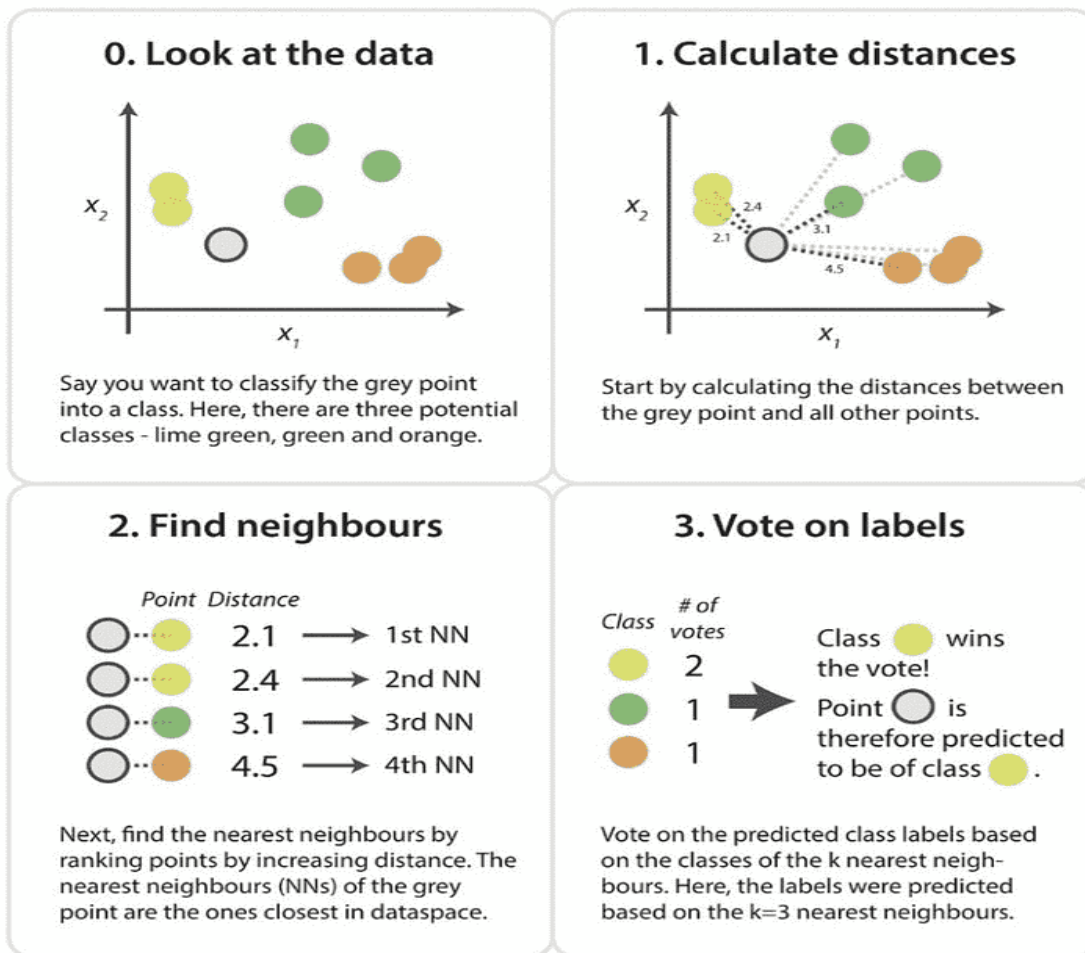 0. Look at the data
x2
x1
Say you want to classify the grey point
into a class. Here, there are three potential
classes - lime green, green and orange.
1. Calculate distances
x2
2.4
2.1
3.1
4.5
x1
Start by calculating the distances between
the grey point and all other points.
2. Find neighbours
Point Distance
2.1 1st NN
2.4 2nd NN
3.1 3rd NN
4.5 4th NN
Next, find the nearest neighbours by
ranking points by increasing distance. The
nearest neighbours (NNs) of the grey
point are the ones closest in dataspace.
3. Vote on labels
Class # of
votes
2
1
1
Class wins
the vote!
Point is
therefore predicted
to be of class .
Vote on the predicted class labels based
on the classes of the k nearest neigh-
bours. Here, the labels were predicted
based on the k=3 nearest neighbours.